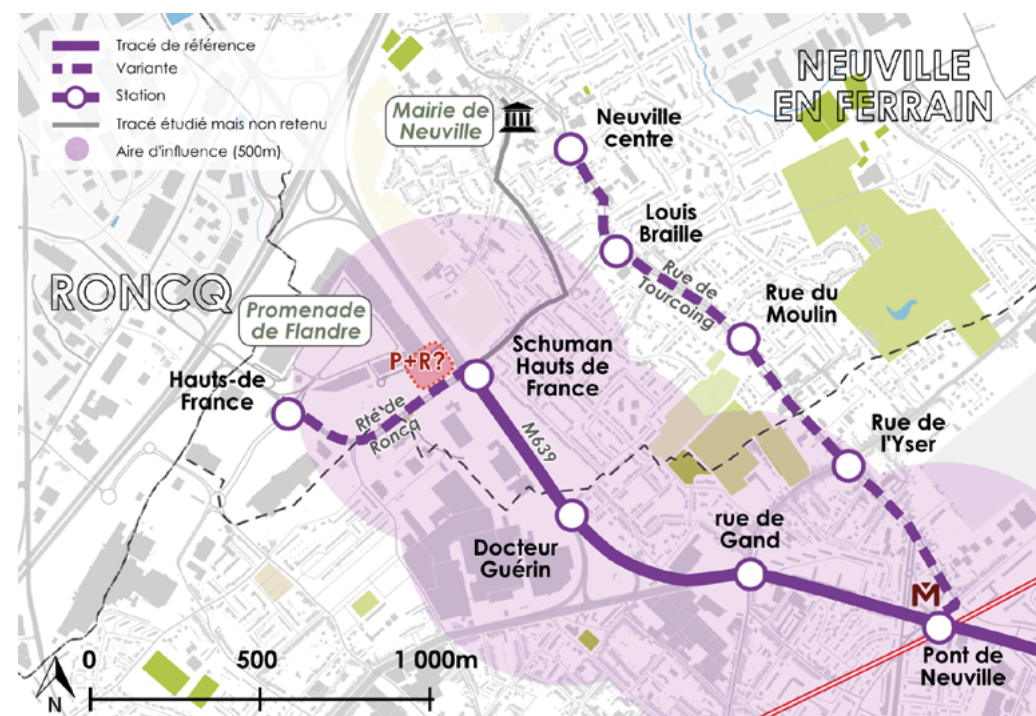 Tracé de référence
Variante
Station
Tracé étudié mais non retenu
Aire d'influence (500m)
NEUVILLE
EN FERRAIN
Mairie de
Neuville
Neuville
centre
Louis
Braille
Rue de
Tourcoing
Rue du
Moulin
RONCQ
Promenade
de Flandre
P+R?
Schuman
Hauts de
France
Hauts-de
France
Rte de
Roncq
M639
Rue de
l'Yser
rue de
Gand
Docteur
Guérin
M
Pont de
Neuville
0 500 1 000m
N